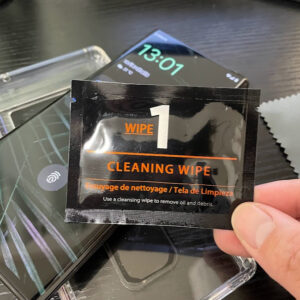 13:01
WIPE 1
CLEANING WIPE
de nettoyage / Tela de Limpieza
Use a cleansing wipe to remove oil and debris.